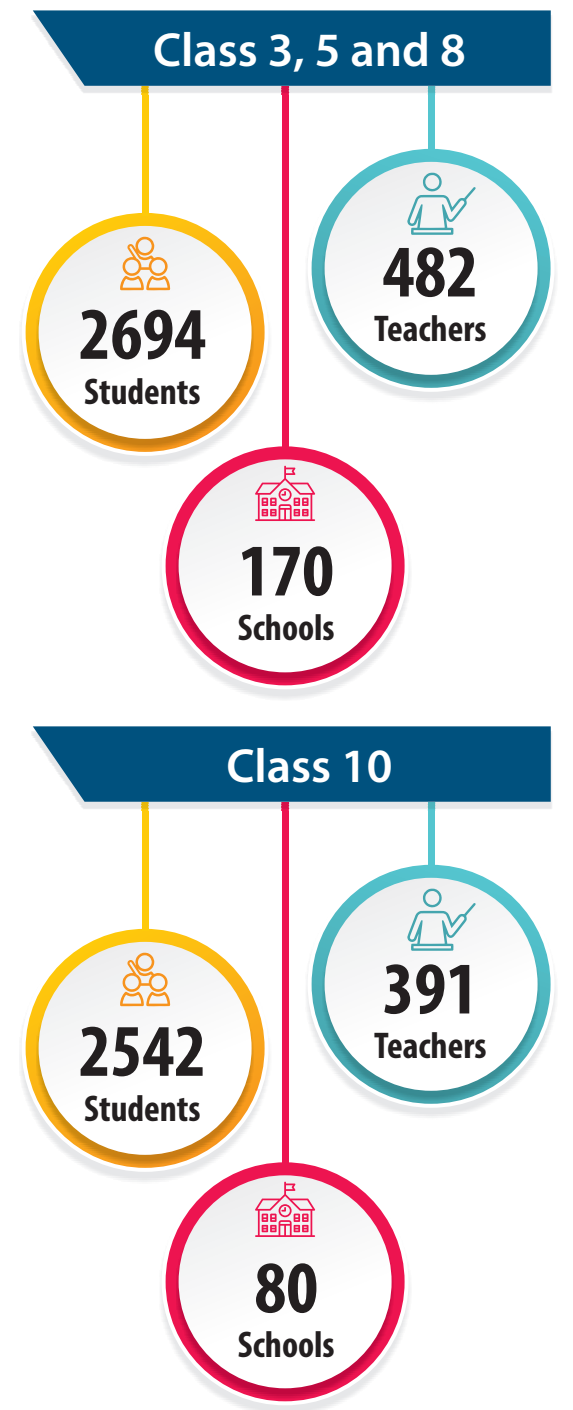 Class 3, 5 and 8
482
Teachers
2694
Students
170
Schools
Class 10
391
Teachers
2542
Students
80
Schools